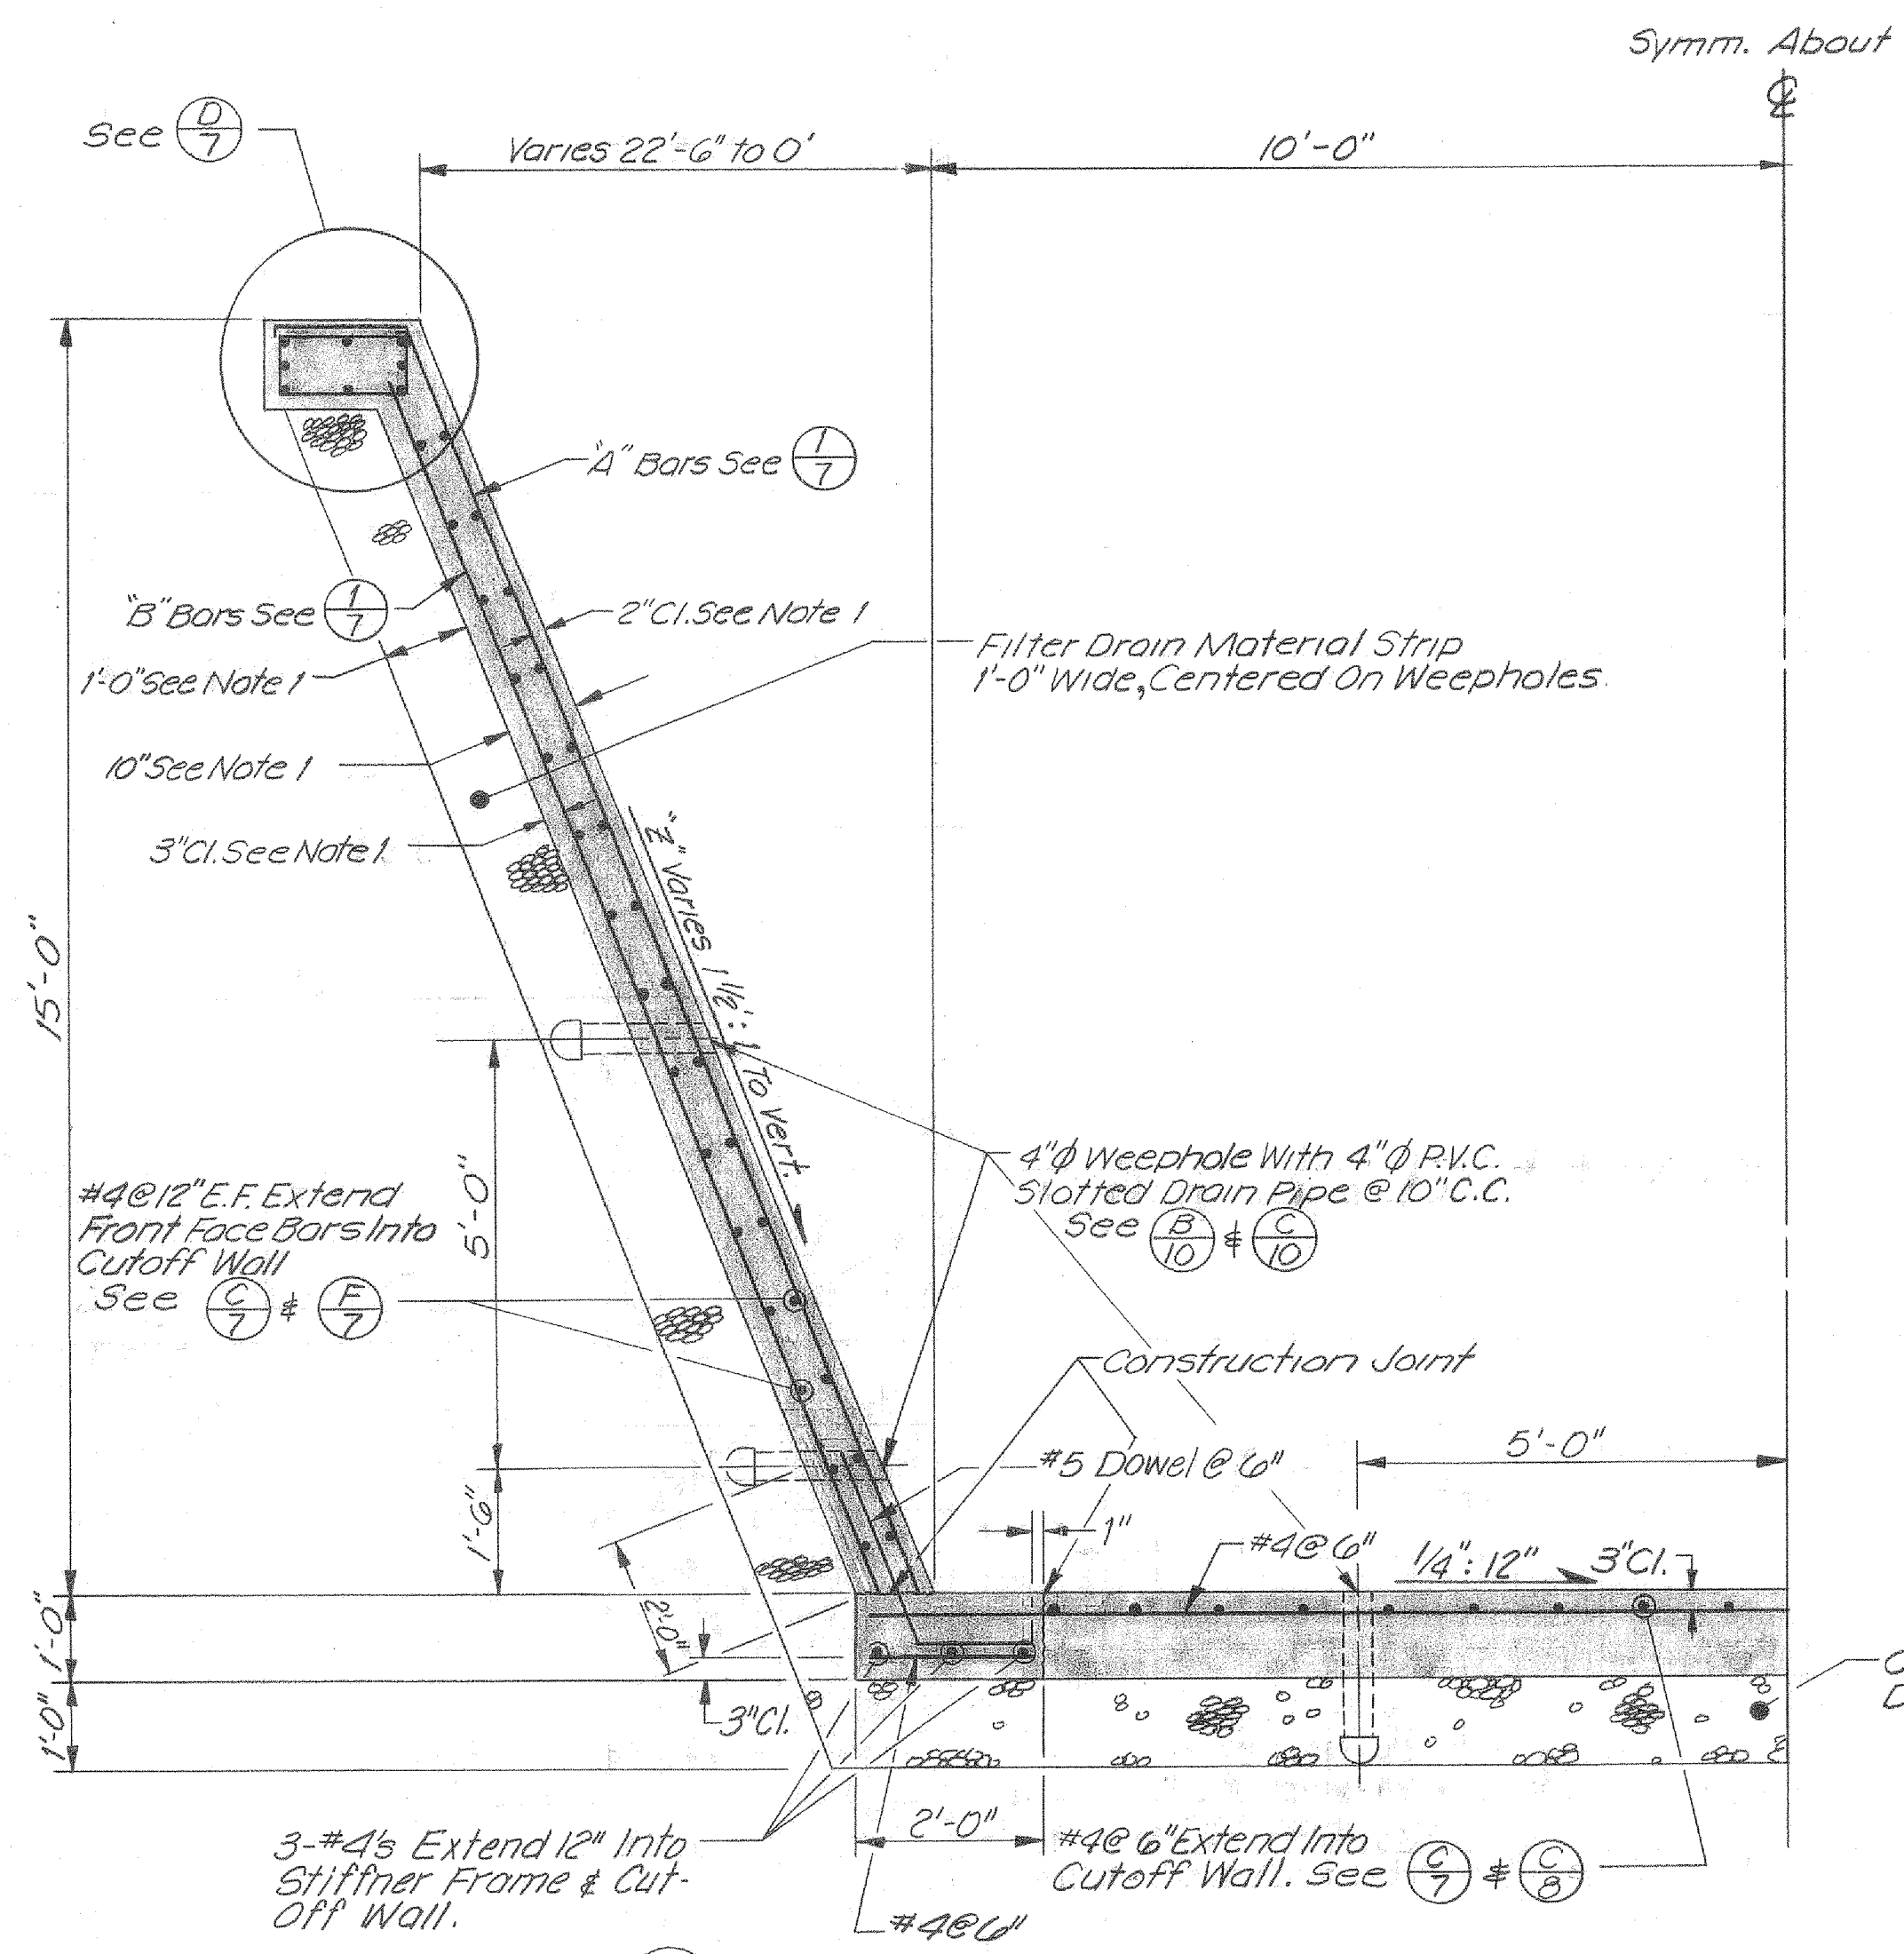 Symm. About
℄
See D/7
Varies 22'-6" to 0'
10'-0"
"A" Bars See 1/7
"B" Bars See 1/7
2"Cl. See Note 1
Filter Drain Material Strip
1'-0" Wide, Centered On Weepholes.
1'-0" See Note 1
10" See Note 1
3"Cl. See Note 1
"Z" Varies 1 1/2 : 1 To Vert.
15'-0"
5'-0"
4"ϕ Weephole With 4"ϕ P.V.C.
Slotted Drain Pipe @ 10" C.C.
See B/10 & C/10
#4@12" E.F. Extend
Front Face Bars Into
Cutoff Wall
See C/7 & F/7
Construction Joint
#5 Dowel @ 6"
5'-0"
1'-6"
1"
#4@6"
1/4" : 12"
3"Cl.
2'-0"
1'-0"
1'-0"
3"Cl.
2'-0"
3-#4's Extend 12" Into
Stiffner Frame & Cut-
Off Wall.
#4@ 6" Extend Into
Cutoff Wall. See C/7 & C/8
#4@6"